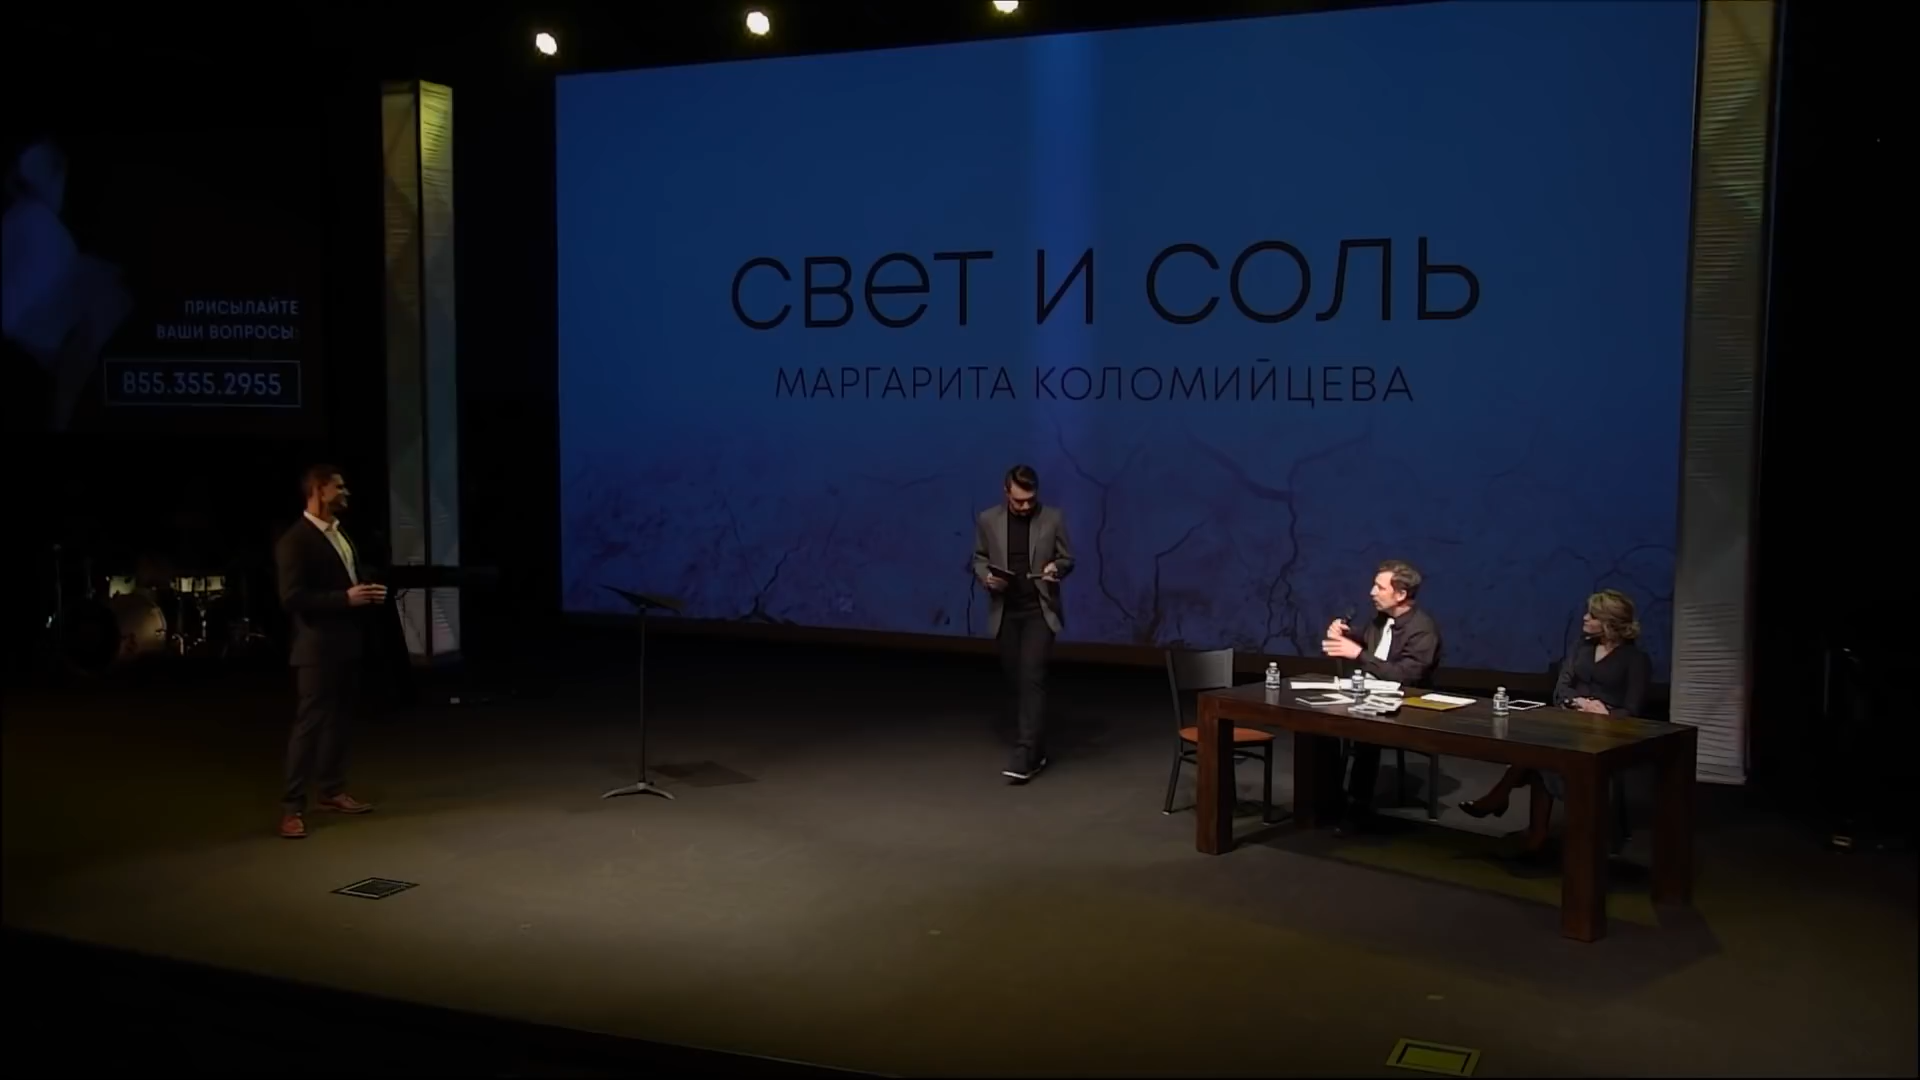 свет и соль
МАРГАРИТА КОЛОМИЙЦЕВА
ПРИСЫЛАЙТЕ
ВАШИ ВОПРОСЫ:
855.355.2955